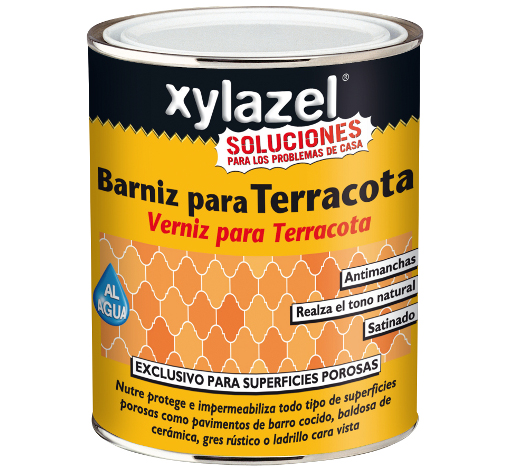 xylazel®
SOLUCIONES
PARA LOS PROBLEMAS DE CASA
Barniz para Terracota
Verniz para Terracota
AL
AGUA
Antimanchas
Realza el tono natural
Satinado
EXCLUSIVO PARA SUPERFICIES POROSAS
Nutre protege e impermeabiliza todo tipo de superficies
porosas como pavimentos de barro cocido, baldosa de
cerámica, gres rústico o ladrillo cara vista